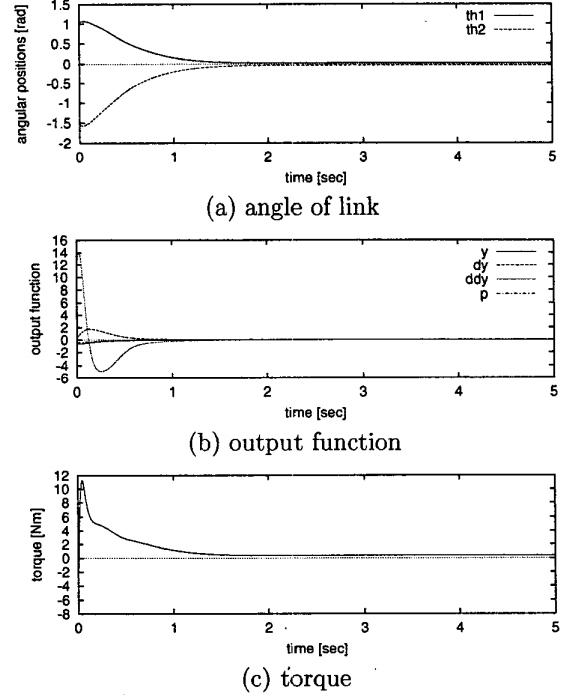 1.5
1
0.5
0
-0.5
-1
-1.5
-2
angular positions [rad]
th1
th2
0 1 2 3 4 5
time [sec]
(a) angle of link
16
14
12
10
8
6
4
2
0
-2
-4
-6
output function
y
dy
ddy
p
0 1 2 3 4 5
time [sec]
(b) output function
12
10
8
6
4
2
0
-2
-4
-6
-8
torque [Nm]
0 1 2 3 4 5
time [sec]
(c) torque